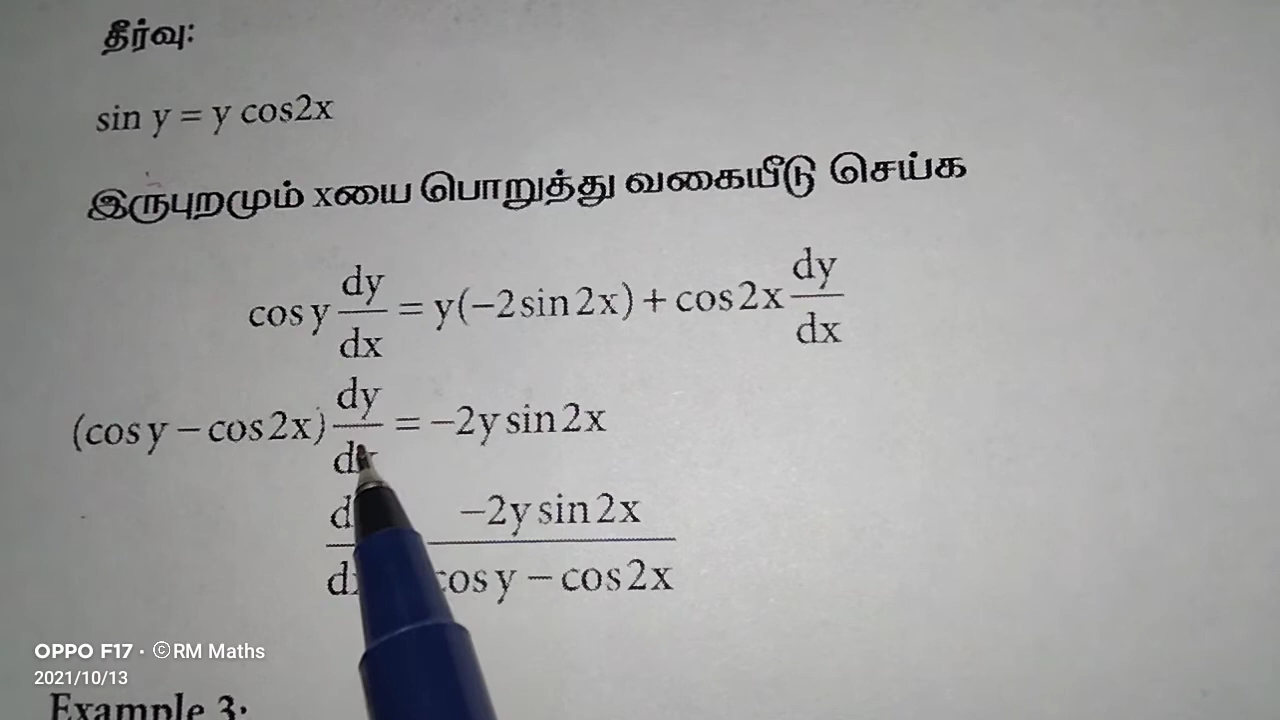 தீர்வு:
sin y = y cos2x
இருபுறமும் xயை பொறுத்து வகையீடு செய்க
cos y dy/dx = y(−2 sin 2x) + cos 2x dy/dx
(cos y − cos 2x) dy/dx = −2y sin 2x
−2y sin 2x
cos y − cos 2x
OPPO F17 · ©RM Maths
2021/10/13
Example 3: